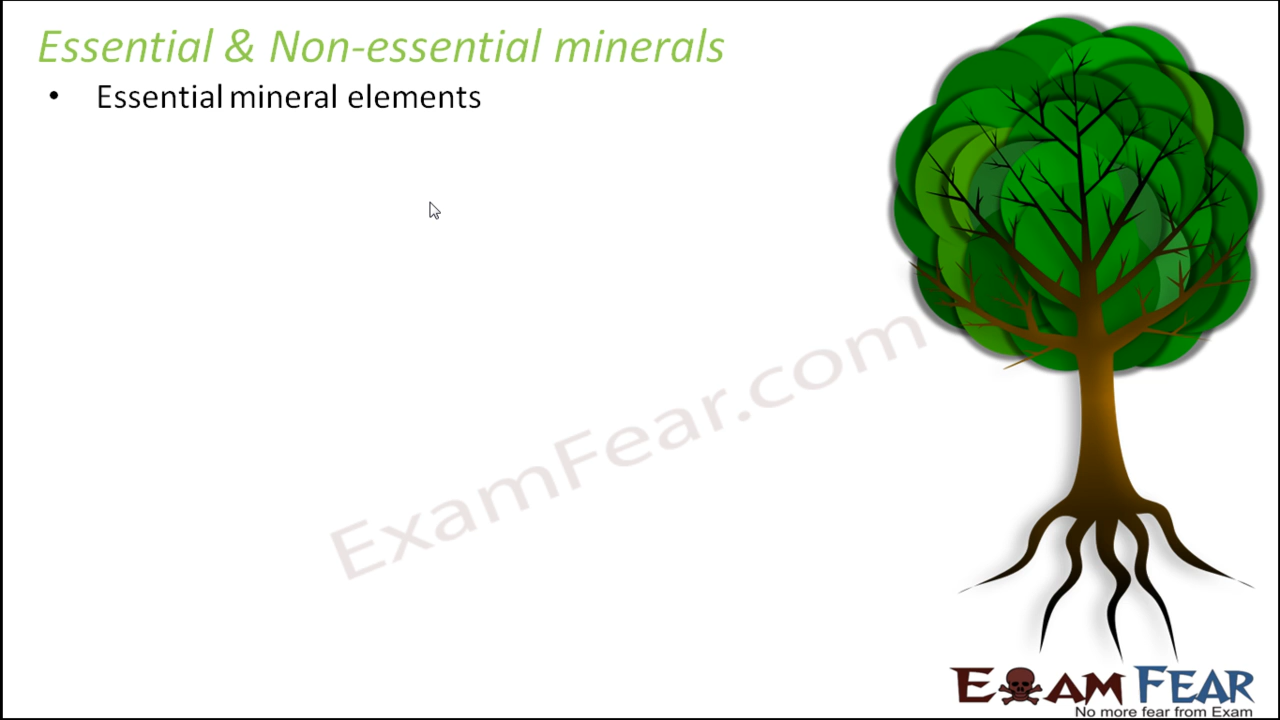 Essential & Non-essential minerals
• Essential mineral elements
ExamFear.com
EXAM FEAR
No more fear from Exam